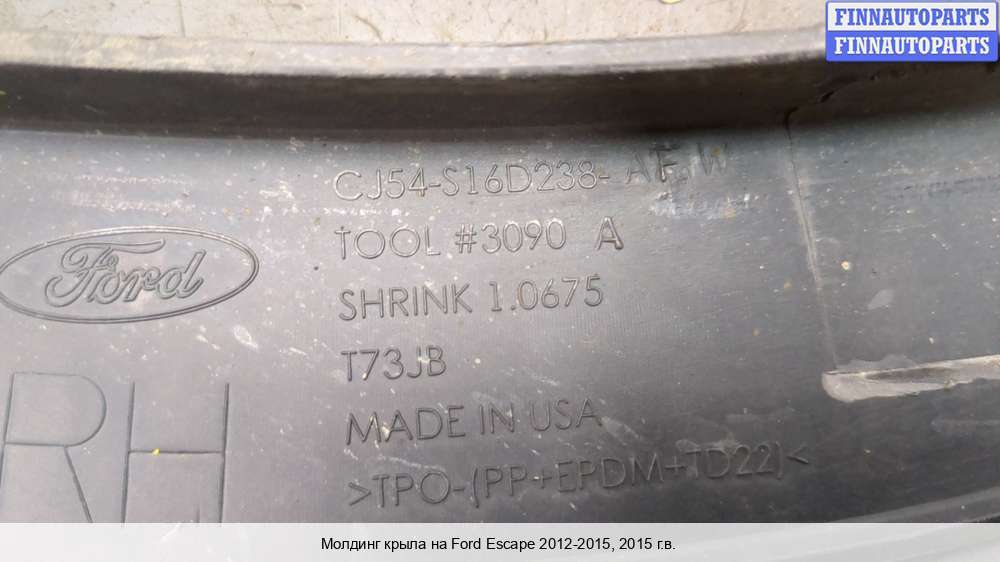 FINNAUTOPARTS
FINNAUTOPARTS
CJ54-S16D238-
TOOL #3090 A
Ford
SHRINK 1.0675
T73JB
RH
MADE IN USA
>TPO-(PP+EPDM+TD22)<
Молдинг крыла на Ford Escape 2012-2015, 2015 г.в.